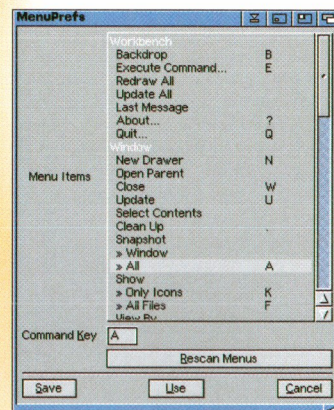 MenuPrefs
Workbench
Backdrop B
Execute Command... E
Redraw All
Update All
Last Message
About... ?
Quit... Q
Window
New Drawer N
Open Parent
Close W
Update U
Select Contents
Clean Up .
Snapshot
» Window
» All A
Show
» Only Icons K
» All Files F
View By
Menu Items
Command Key A
Rescan Menus
Save Use Cancel